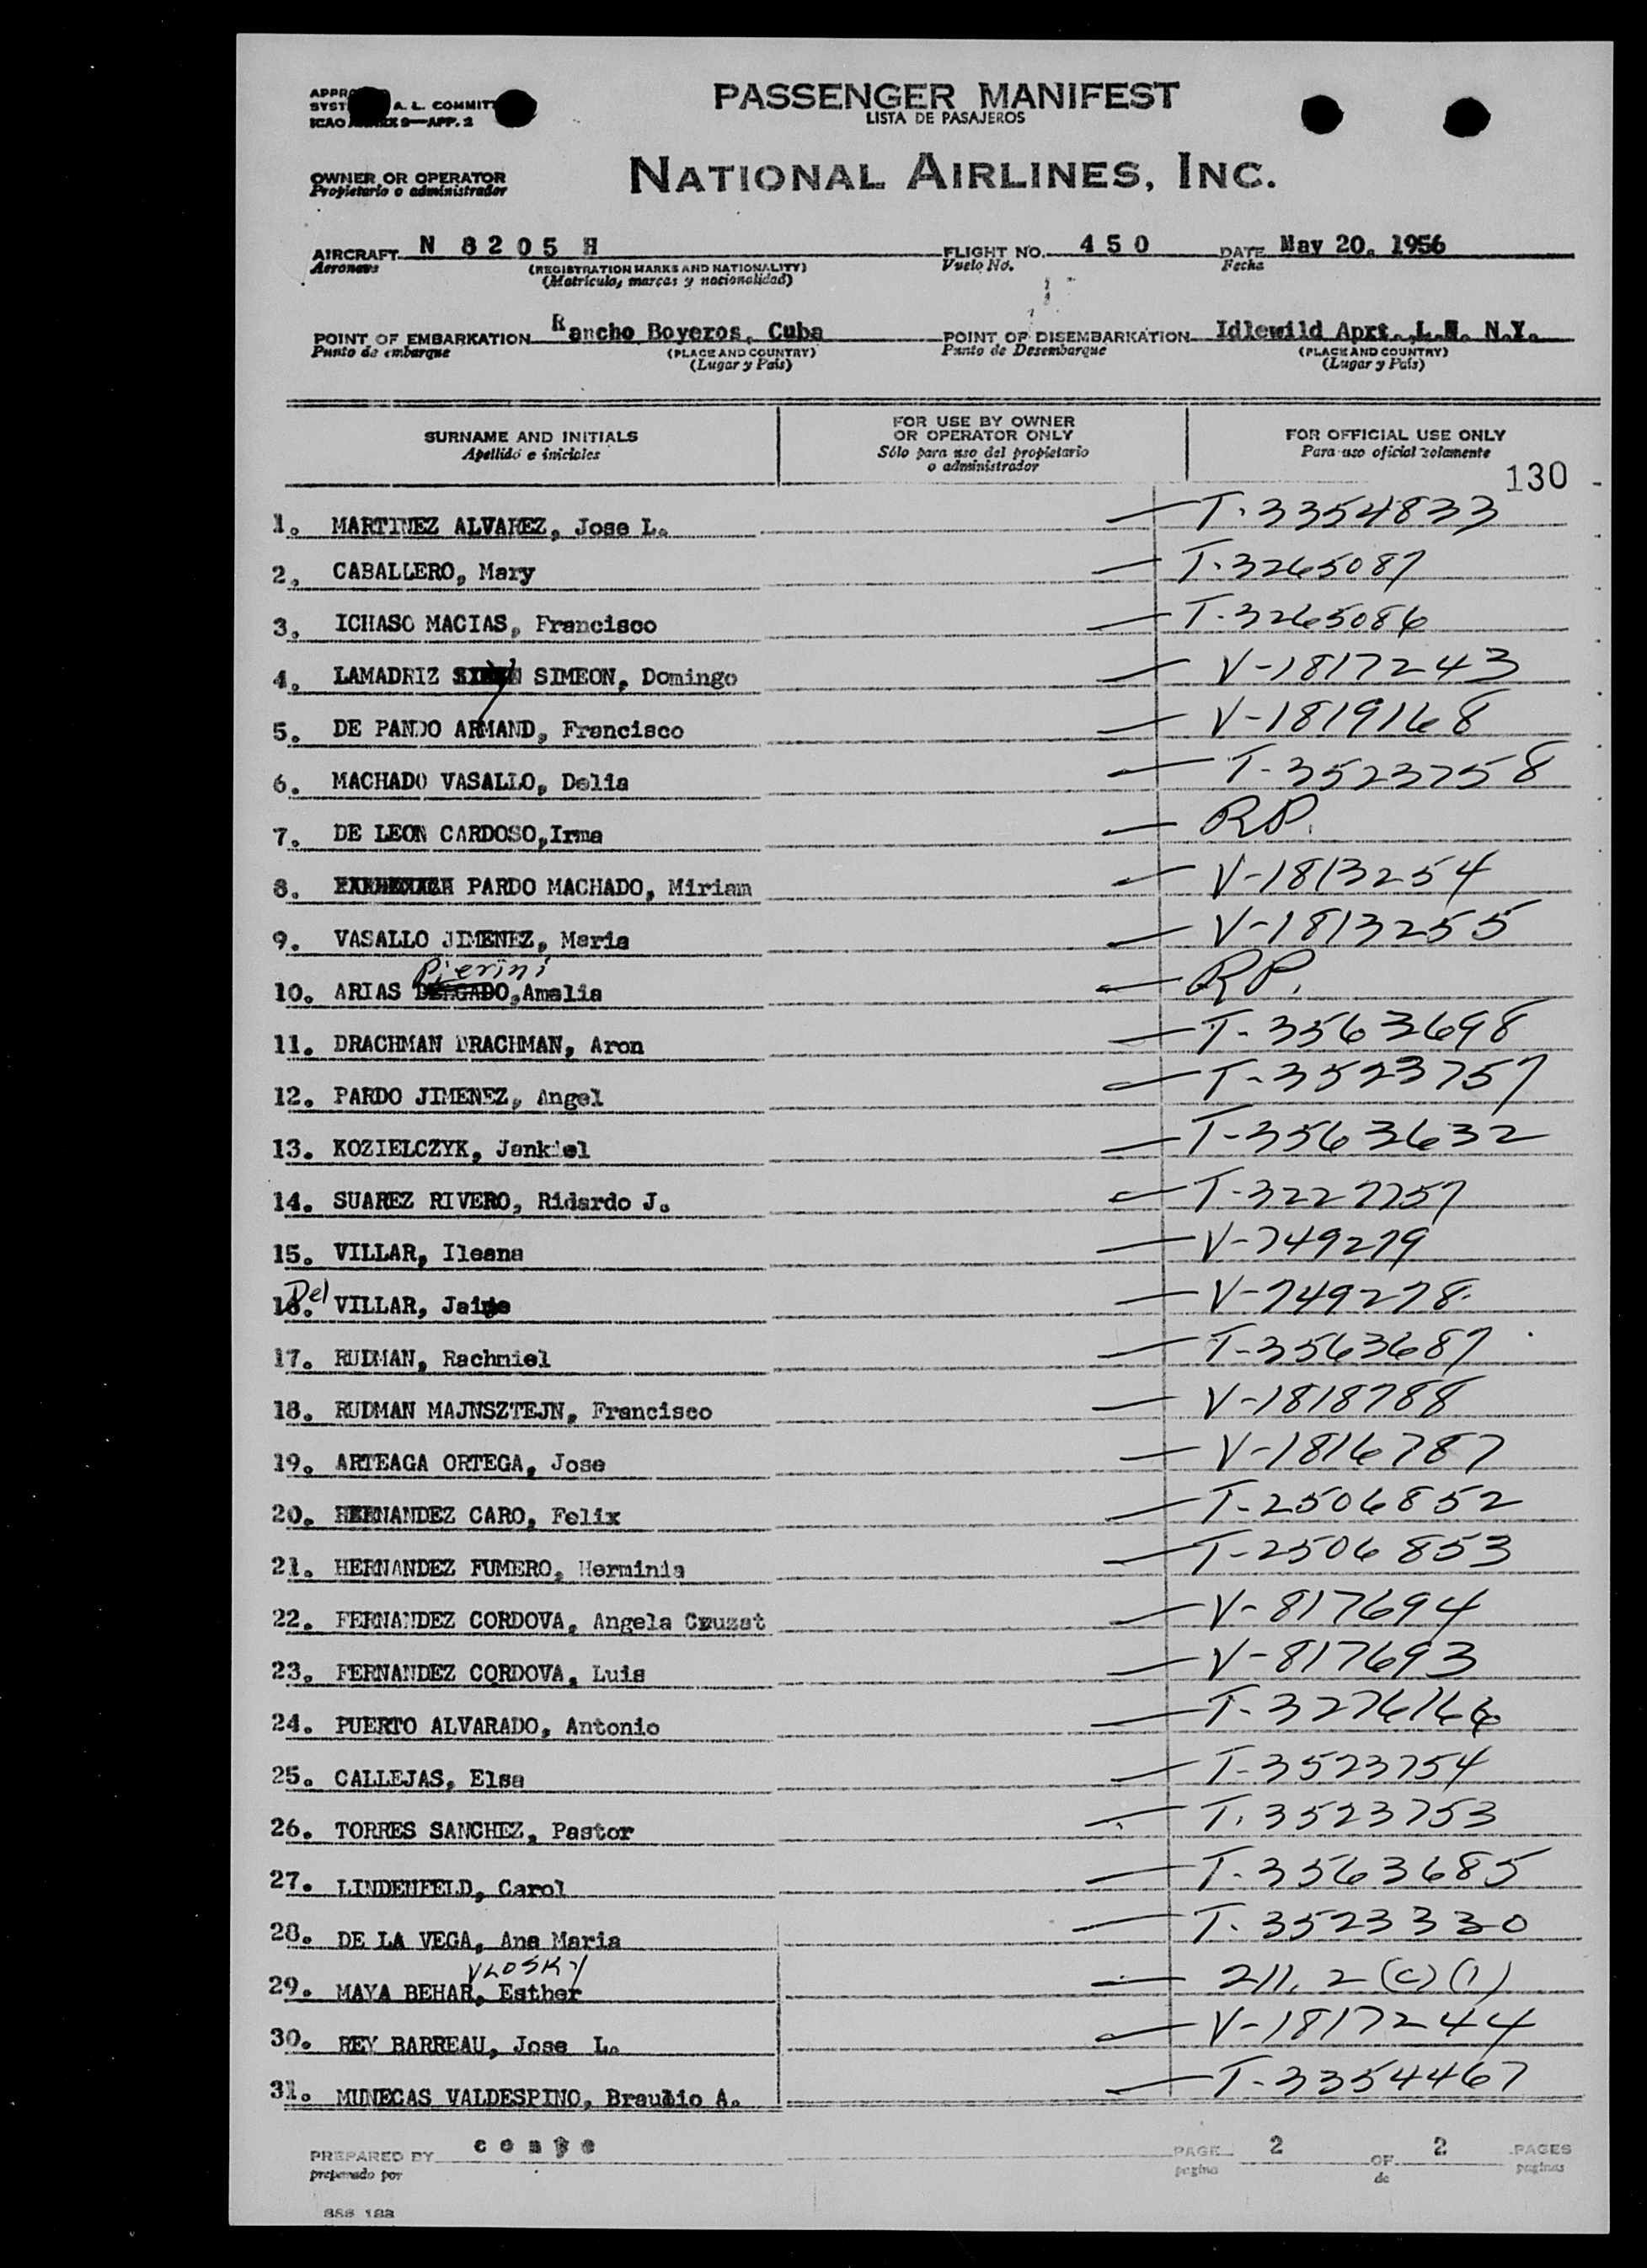 PASSENGER MANIFEST
LISTA DE PASAJEROS
A. L. COMMIT
ICAO 9—APP. 2
OWNER OR OPERATOR
Propietario o administrador
NATIONAL AIRLINES, INC.
AIRCRAFT N 8205 H FLIGHT NO. 450 DATE May 20, 1956
Aeronave (REGISTRATION MARKS AND NATIONALITY) Vuelo No. Fecha
(Matricula, marcas y nacionalidad)
POINT OF EMBARKATION Rancho Boyeros, Cuba POINT OF DISEMBARKATION Idlewild Aprt., N.Y.
Punto de embarque (PLACE AND COUNTRY) Punto de Desembarque (PLACE AND COUNTRY)
(Lugar y País) (Lugar y País)
SURNAME AND INITIALS FOR USE BY OWNER OR OPERATOR ONLY FOR OFFICIAL USE ONLY
Apellido e iniciales Sólo para uso del propietario o administrador Para uso oficial solamente
130
1. MARTINEZ ALVAREZ, Jose L. T-3354833
2. CABALLERO, Mary T-3265087
3. ICHASO MACIAS, Francisco T-3265086
4. LAMADRIZ SIMEON, Domingo V-1817243
5. DE PANDO ARMAND, Francisco V-1819168
6. MACHADO VASALLO, Delia T-3523758
7. DE LEON CARDOSO, Irma RP.
8. PARDO MACHADO, Miriam V-1813254
9. VASALLO JIMENEZ, Maria V-1813255
Pierini
10. ARIAS DELGADO, Amalia RP.
11. DRACHMAN DRACHMAN, Aron T-3563698
12. PARDO JIMENEZ, Angel T-3523757
13. KOZIELCZYK, Jankiel T-3563632
14. SUAREZ RIVERO, Ridardo J. T-3227757
15. VILLAR, Ileana V-749279
Del
16. VILLAR, Jaime V-749278
17. RUDMAN, Rachmiel T-3563687
18. RUDMAN MAJNSZTEJN, Francisco V-1818788
19. ARTEAGA ORTEGA, Jose V-1816787
20. HERNANDEZ CARO, Felix T-2506852
21. HERNANDEZ FUMERO, Herminia T-2506853
22. FERNANDEZ CORDOVA, Angela Cruzat V-817694
23. FERNANDEZ CORDOVA, Luis V-817693
24. PUERTO ALVARADO, Antonio T-3276166
25. CALLEJAS, Elsa T-3523754
26. TORRES SANCHEZ, Pastor T-3523753
27. LINDENFELD, Carol T-3563685
28. DE LA VEGA, Ana Maria T-3523330
VLOSKY
29. MAYA BEHAR, Esther 211.2(c)(1)
30. REY BARREAU, Jose L. V-1817244
31. MUNECAS VALDESPINO, Braulio A. T-3354467
PREPARED BY PAGE 2 OF 2 PAGES
preparado por pagina de paginas